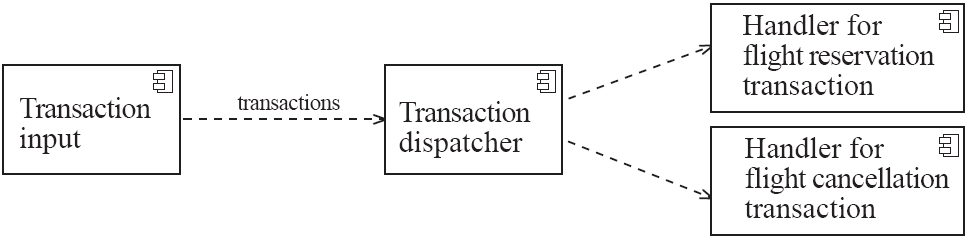 Transaction
input
transactions
Transaction
dispatcher
Handler for
flight reservation
transaction
Handler for
flight cancellation
transaction